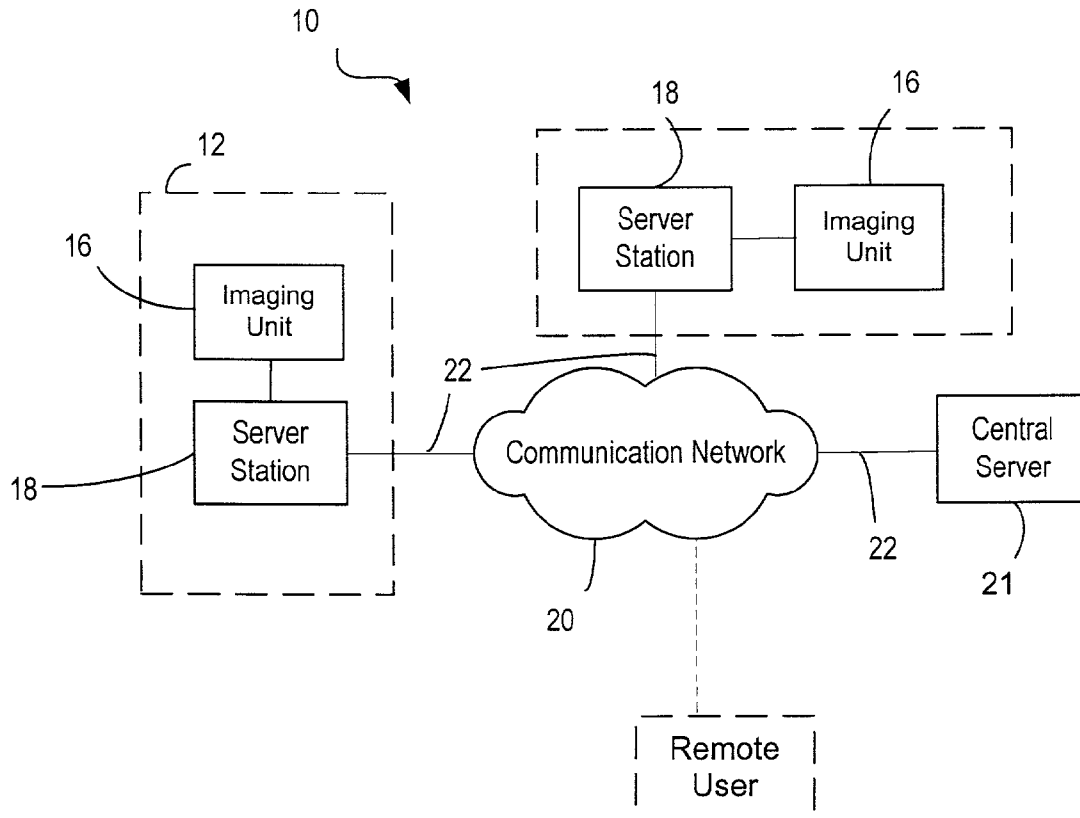 10
18
16
12
Server
Station
Imaging
Unit
16
Imaging
Unit
22
Server
Station
18
Communication Network
Central
Server
22
21
20
Remote
User